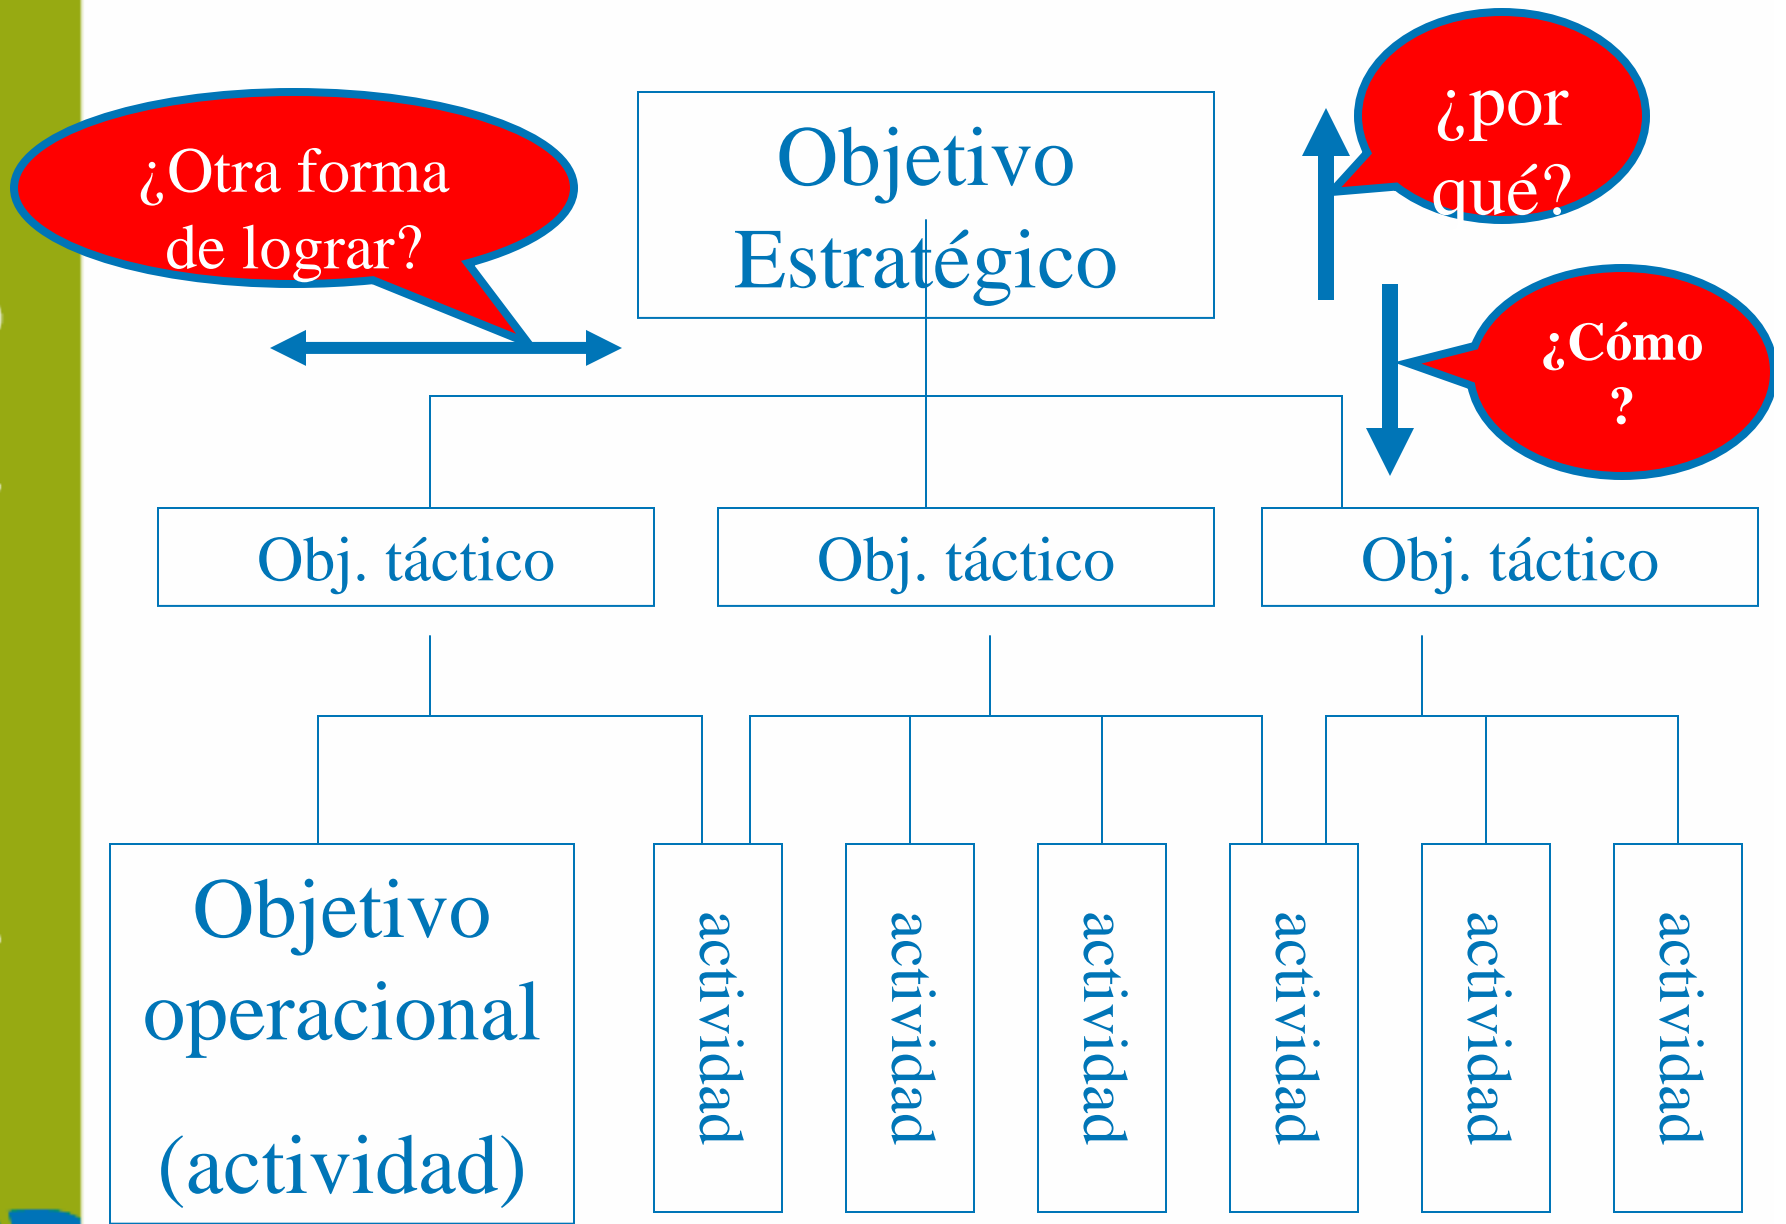 ¿Otra forma
de lograr?
Objetivo
Estratégico
¿por
qué?
¿Cómo
?
Obj. táctico
Obj. táctico
Obj. táctico
Objetivo
operacional
(actividad)
actividad
actividad
actividad
actividad
actividad
actividad